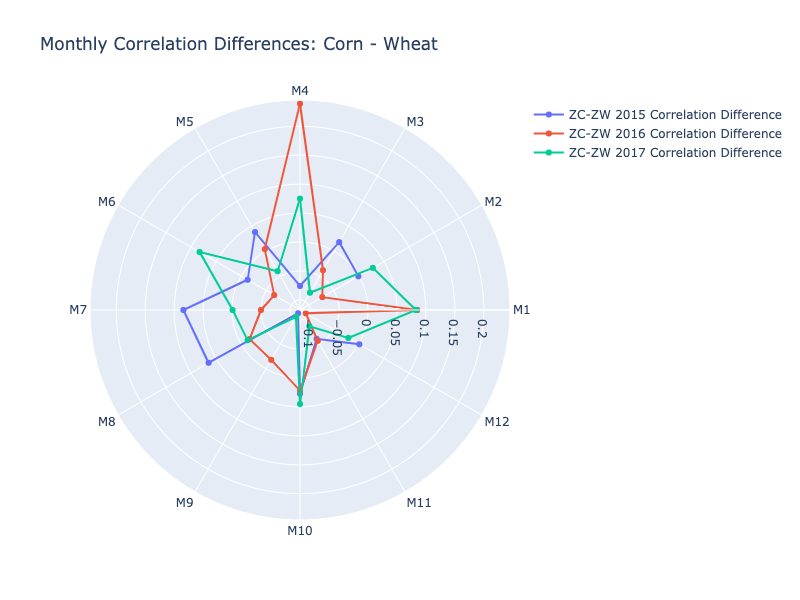 Monthly Correlation Differences: Corn - Wheat
M4
M5
M3
ZC-ZW 2015 Correlation Difference
ZC-ZW 2016 Correlation Difference
ZC-ZW 2017 Correlation Difference
M6
M2
M7
M1
−0.1
−0.05
0
0.05
0.1
0.15
0.2
M8
M12
M9
M11
M10